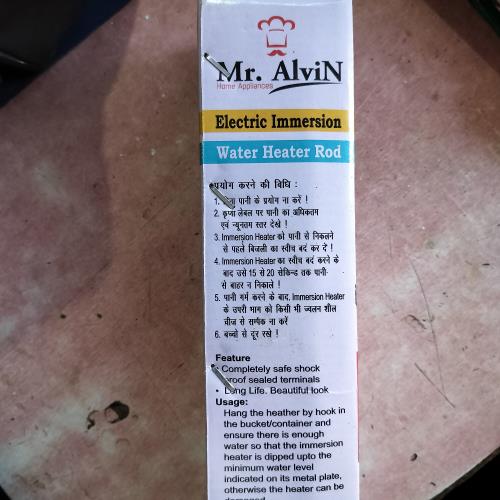 Mr. AlviN
Home Appliances
Electric Immersion
Water Heater Rod
प्रयोग करने की विधि :
1. बिना पानी के प्रयोग ना करें !
2. कृप्या लेबल पर पानी का अधिकतम
एवं न्यूनतम स्तर देखे !
3. Immersion Heater को पानी से निकलने
से पहले बिजली का स्वीच बंद कर दे !
4. Immersion Heater का स्वीच बंद करने के
बाद उसे 15 से 20 सेकिन्ड तक पानी
से बाहर न निकाले !
5. पानी गर्म करने के बाद, Immersion Heater
के उपरी भाग को किसी भी ज्वलन शील
चीज से सम्पंक ना करें
6. बच्चो से दूर रखे !
Feature
• Completely safe shock
proof sealed terminals
• Long Life. Beautiful look
Usage:
Hang the heather by hook in
the bucket/container and
ensure there is enough
water so that the immersion
heater is dipped upto the
minimum water level
indicated on its metal plate,
otherwise the heater can be